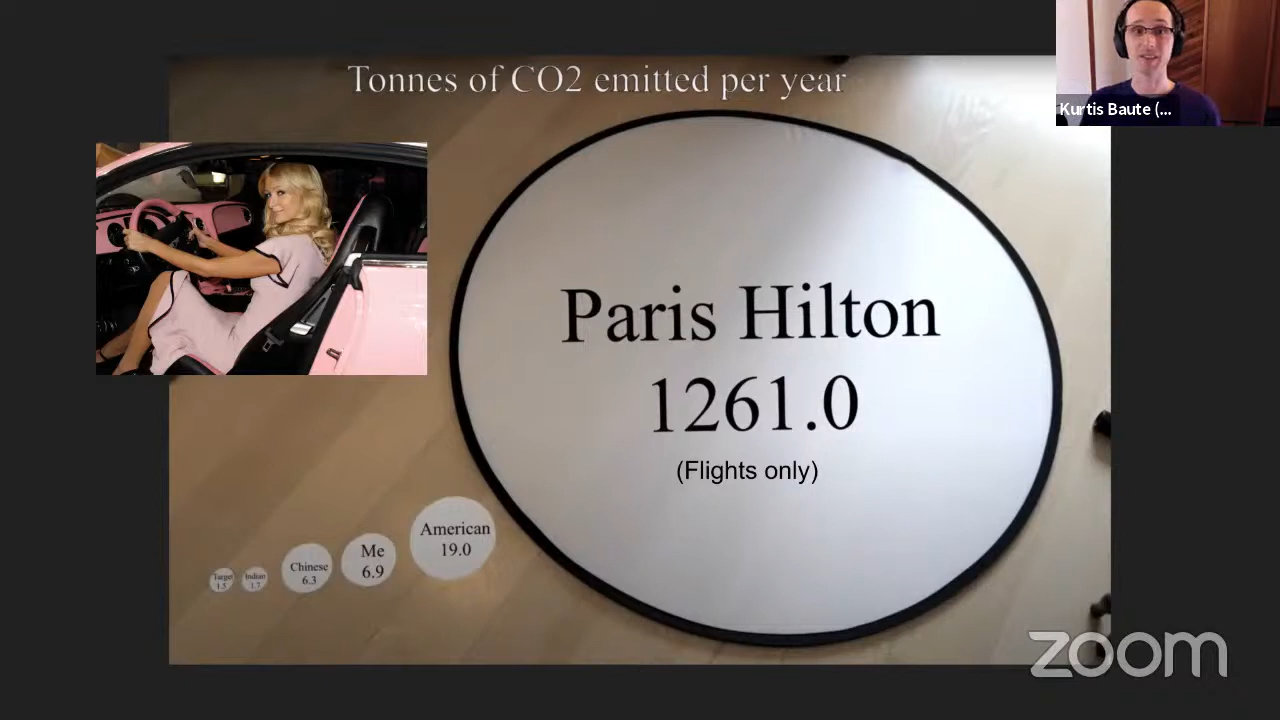 Tonnes of CO2 emitted per year
Kurtis Baute (...
Paris Hilton
1261.0
(Flights only)
American
19.0
Me
6.9
Chinese
6.3
Indian
1.7
Target
1.5
zoom